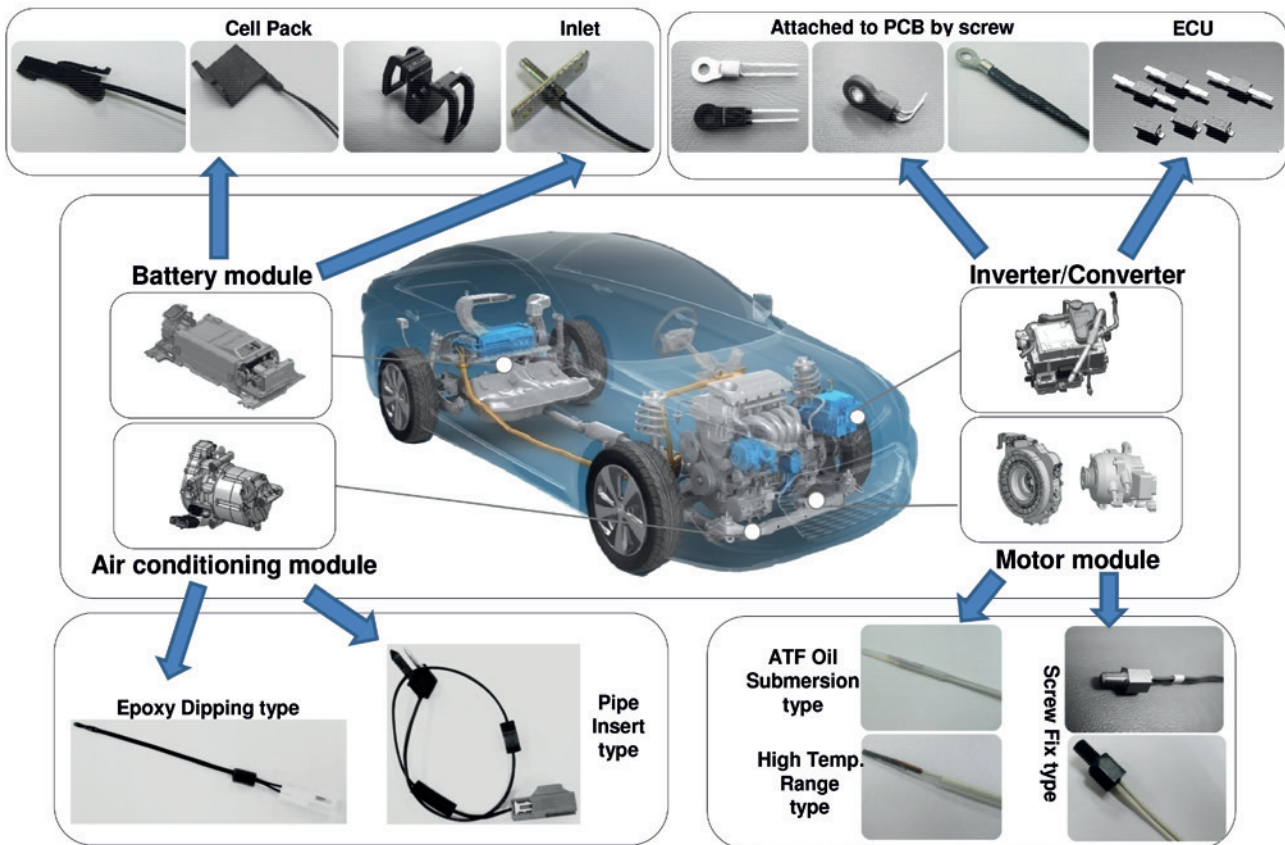 Cell Pack
Inlet
Attached to PCB by screw
ECU
Battery module
Inverter/Converter
Air conditioning module
Motor module
Epoxy Dipping type
Pipe
Insert
type
ATF Oil
Submersion
type
High Temp.
Range
type
Screw Fix type